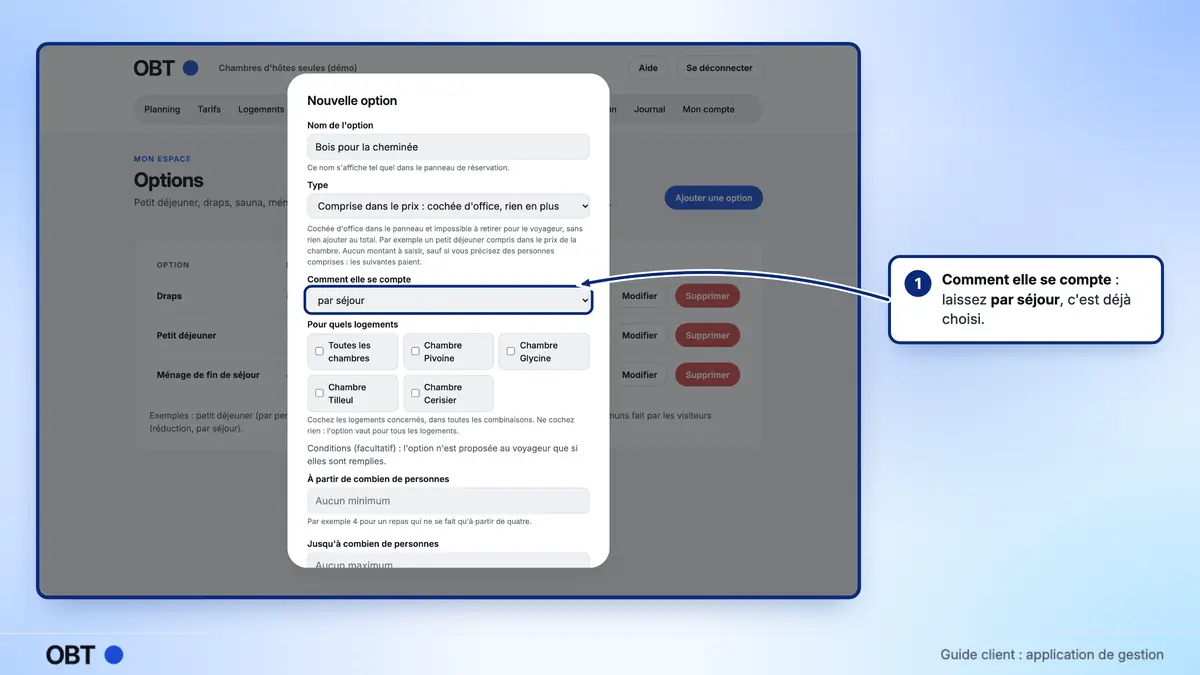 OBT
Chambres d'hôtes seules (démo)
Aide
Se déconnecter
Planning
Tarifs
Logements
Journal
Mon compte
MON ESPACE
Options
Petit déjeuner, draps, sauna,
Ajouter une option
OPTION
Draps
Modifier
Supprimer
Petit déjeuner
Modifier
Supprimer
Ménage de fin de séjour
Modifier
Supprimer
Exemples : petit déjeuner (par
fait par les visiteurs
(réduction, par séjour).
Nouvelle option
Nom de l'option
Bois pour la cheminée
Ce nom s'affiche tel quel dans le panneau de réservation.
Type
Comprise dans le prix : cochée d'office, rien en plus
Cochée d'office dans le panneau et impossible à retirer pour le voyageur, sans
rien ajouter au total. Par exemple un petit déjeuner compris dans le prix de la
chambre. Aucun montant à saisir, sauf si vous précisez des personnes
comprises : les suivantes paient.
Comment elle se compte
par séjour
Pour quels logements
Toutes les
chambres
Chambre
Pivoine
Chambre
Glycine
Chambre
Tilleul
Chambre
Cerisier
Cochez les logements concernés, dans toutes les combinaisons. Ne cochez
rien : l'option vaut pour tous les logements.
Conditions (facultatif) : l'option n'est proposée au voyageur que si
elles sont remplies.
À partir de combien de personnes
Aucun minimum
Par exemple 4 pour un repas qui ne se fait qu'à partir de quatre.
Jusqu'à combien de personnes
Aucun maximum
1
Comment elle se compte :
laissez par séjour, c'est déjà
choisi.
OBT
Guide client : application de gestion